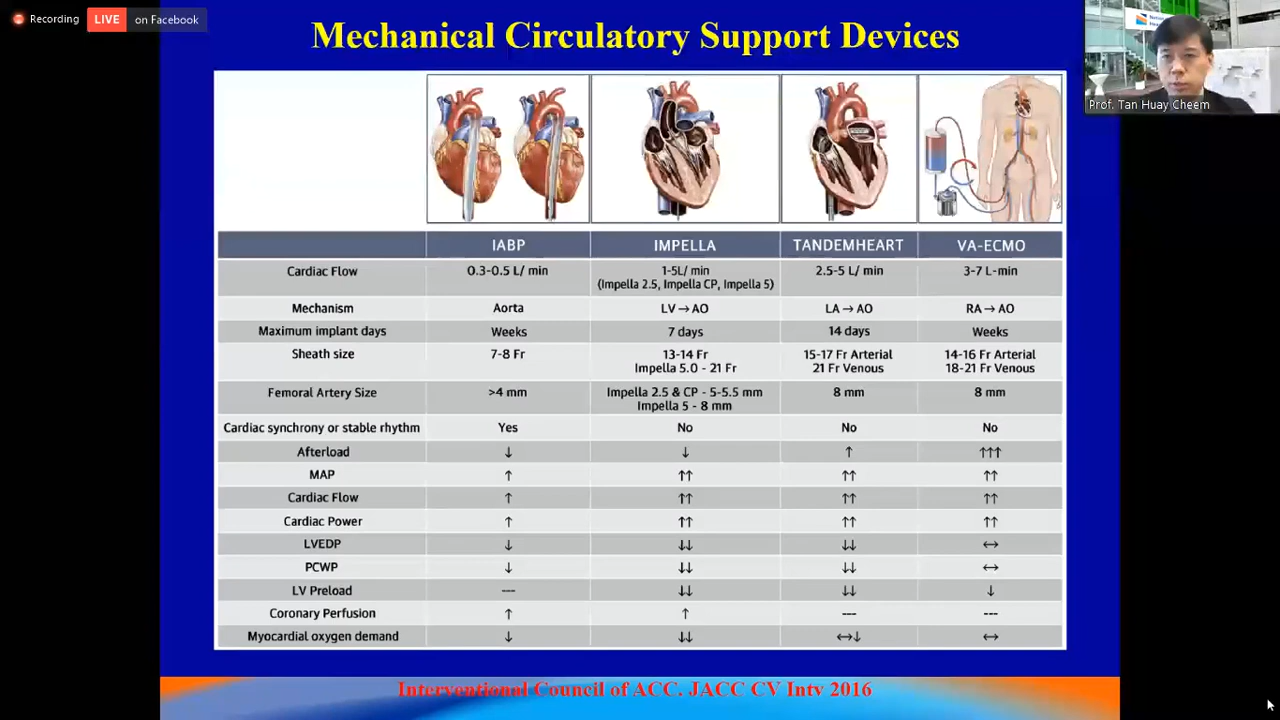 Recording
LIVE on Facebook
Mechanical Circulatory Support Devices
Prof. Tan Huay Cheem
IABP IMPELLA TANDEMHEART VA-ECMO
Cardiac Flow 0.3-0.5 L/ min 1-5L/ min 2.5-5 L/ min 3-7 L-min
(Impella 2.5, Impella CP, Impella 5)
Mechanism Aorta LV → AO LA → AO RA → AO
Maximum implant days Weeks 7 days 14 days Weeks
Sheath size 7-8 Fr 13-14 Fr 15-17 Fr Arterial 14-16 Fr Arterial
Impella 5.0 - 21 Fr 21 Fr Venous 18-21 Fr Venous
Femoral Artery Size >4 mm Impella 2.5 & CP - 5-5.5 mm 8 mm 8 mm
Impella 5 - 8 mm
Cardiac synchrony or stable rhythm Yes No No No
Afterload ↓ ↓ ↑ ↑↑↑
MAP ↑ ↑↑ ↑↑ ↑↑
Cardiac Flow ↑ ↑↑ ↑↑ ↑↑
Cardiac Power ↑ ↑↑ ↑↑ ↑↑
LVEDP ↓ ↓↓ ↓↓ ↔
PCWP ↓ ↓↓ ↓↓ ↔
LV Preload --- ↓↓ ↓↓ ↓
Coronary Perfusion ↑ ↑ --- ---
Myocardial oxygen demand ↓ ↓↓ ↔↓ ↔
Interventional Council of ACC. JACC CV Intv 2016